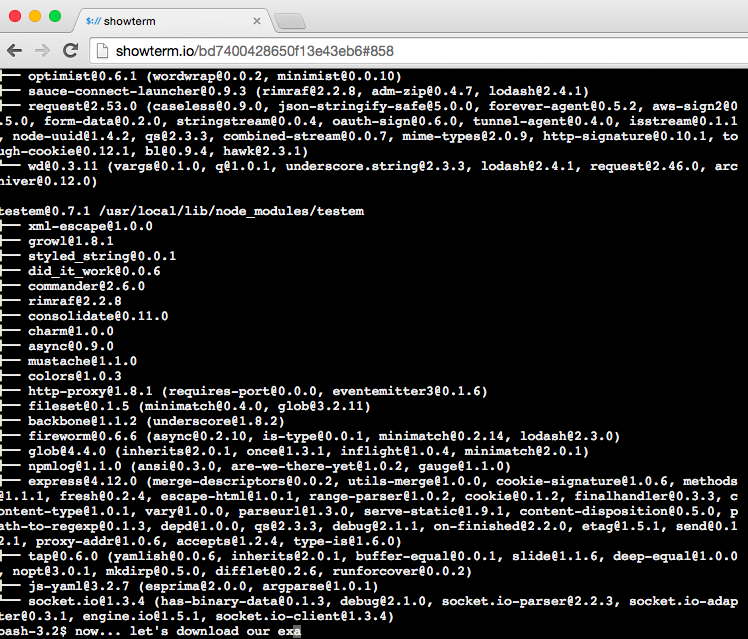 $:// showterm
showterm.io/bd7400428650f13e43eb6#858
├── optimist@0.6.1 (wordwrap@0.0.2, minimist@0.0.10)
├── sauce-connect-launcher@0.9.3 (rimraf@2.2.8, adm-zip@0.4.7, lodash@2.4.1)
├── request@2.53.0 (caseless@0.9.0, json-stringify-safe@5.0.0, forever-agent@0.5.2, aws-sign2@0
.5.0, form-data@0.2.0, stringstream@0.0.4, oauth-sign@0.6.0, tunnel-agent@0.4.0, isstream@0.1.1
, node-uuid@1.4.2, qs@2.3.3, combined-stream@0.0.7, mime-types@2.0.9, http-signature@0.10.1, to
ugh-cookie@0.12.1, bl@0.9.4, hawk@2.3.1)
└── wd@0.3.11 (vargs@0.1.0, q@1.0.1, underscore.string@2.3.3, lodash@2.4.1, request@2.46.0, arc
hiver@0.12.0)
testem@0.7.1 /usr/local/lib/node_modules/testem
├── xml-escape@1.0.0
├── growl@1.8.1
├── styled_string@0.0.1
├── did_it_work@0.0.6
├── commander@2.6.0
├── rimraf@2.2.8
├── consolidate@0.11.0
├── charm@1.0.0
├── async@0.9.0
├── mustache@1.1.0
├── colors@1.0.3
├── http-proxy@1.8.1 (requires-port@0.0.0, eventemitter3@0.1.6)
├── fileset@0.1.5 (minimatch@0.4.0, glob@3.2.11)
├── backbone@1.1.2 (underscore@1.8.2)
├── fireworm@0.6.6 (async@0.2.10, is-type@0.0.1, minimatch@0.2.14, lodash@2.3.0)
├── glob@4.4.0 (inherits@2.0.1, once@1.3.1, inflight@1.0.4, minimatch@2.0.1)
├── npmlog@1.1.0 (ansi@0.3.0, are-we-there-yet@1.0.2, gauge@1.1.0)
├── express@4.12.0 (merge-descriptors@0.0.2, utils-merge@1.0.0, cookie-signature@1.0.6, methods
@1.1.1, fresh@0.2.4, escape-html@1.0.1, range-parser@1.0.2, cookie@0.1.2, finalhandler@0.3.3, c
ontent-type@1.0.1, vary@1.0.0, parseurl@1.3.0, serve-static@1.9.1, content-disposition@0.5.0, p
ath-to-regexp@0.1.3, depd@1.0.0, qs@2.3.3, debug@2.1.1, on-finished@2.2.0, etag@1.5.1, send@0.1
2.1, proxy-addr@1.0.6, accepts@1.2.4, type-is@1.6.0)
├── tap@0.6.0 (yamlish@0.0.6, inherits@2.0.1, buffer-equal@0.0.1, slide@1.1.6, deep-equal@1.0.0
, nopt@3.0.1, mkdirp@0.5.0, difflet@0.2.6, runforcover@0.0.2)
├── js-yaml@3.2.7 (esprima@2.0.0, argparse@1.0.1)
└── socket.io@1.3.4 (has-binary-data@0.1.3, debug@2.1.0, socket.io-parser@2.2.3, socket.io-adap
ter@0.3.1, engine.io@1.5.1, socket.io-client@1.3.4)
bash-3.2$ now... let's download our exa